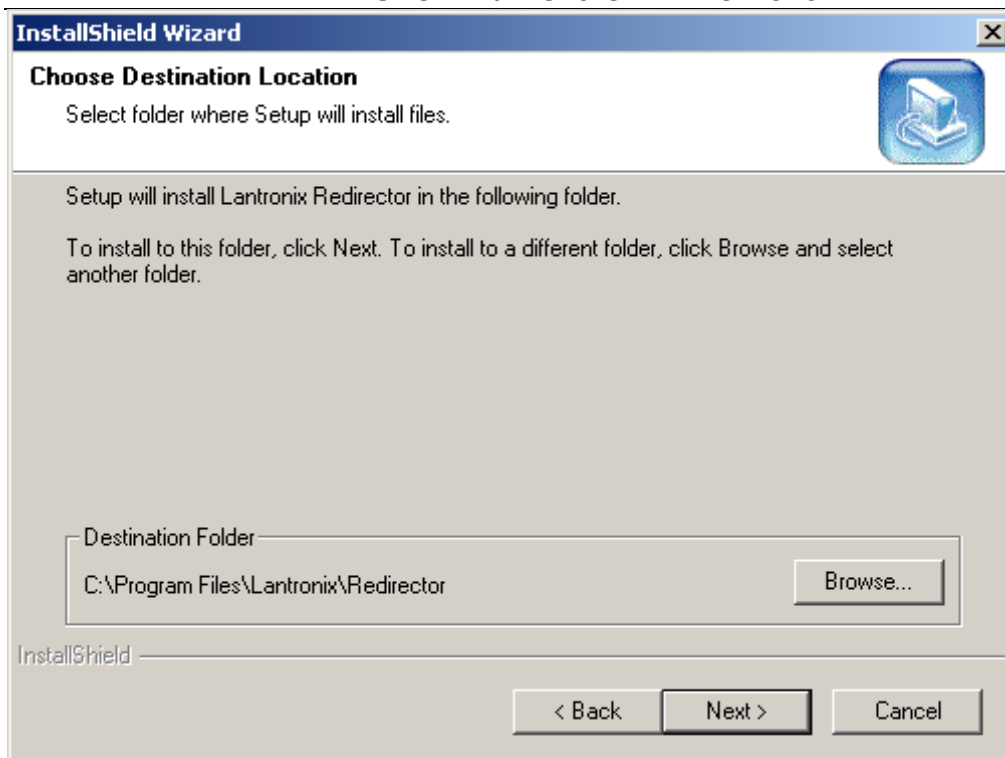 InstallShield Wizard
Choose Destination Location
Select folder where Setup will install files.
Setup will install Lantronix Redirector in the following folder.
To install to this folder, click Next. To install to a different folder, click Browse and select
another folder.
Destination Folder
C:\Program Files\Lantronix\Redirector
Browse...
InstallShield
< Back
Next >
Cancel